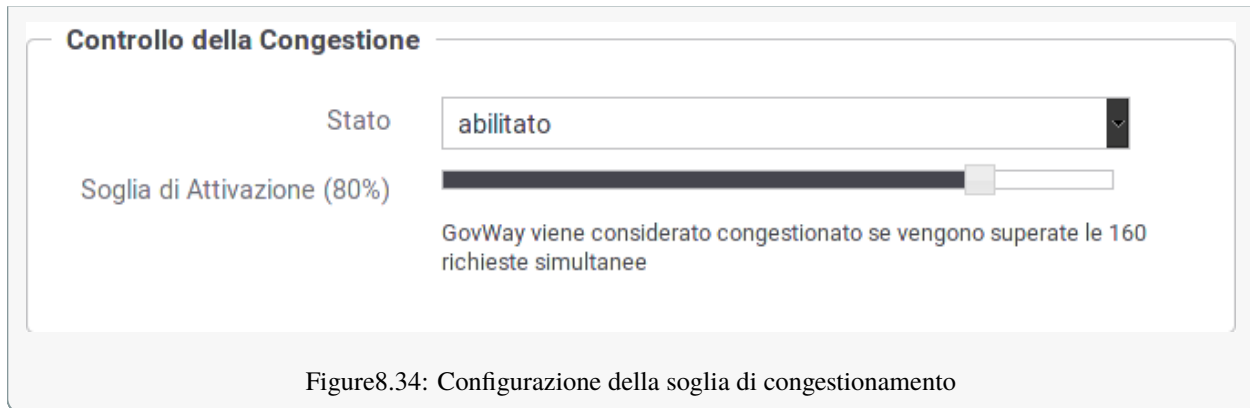 Controllo della Congestione
Stato
abilitato
Soglia di Attivazione (80%)
GovWay viene considerato congestionato se vengono superate le 160
richieste simultanee
Figure8.34: Configurazione della soglia di congestionamento